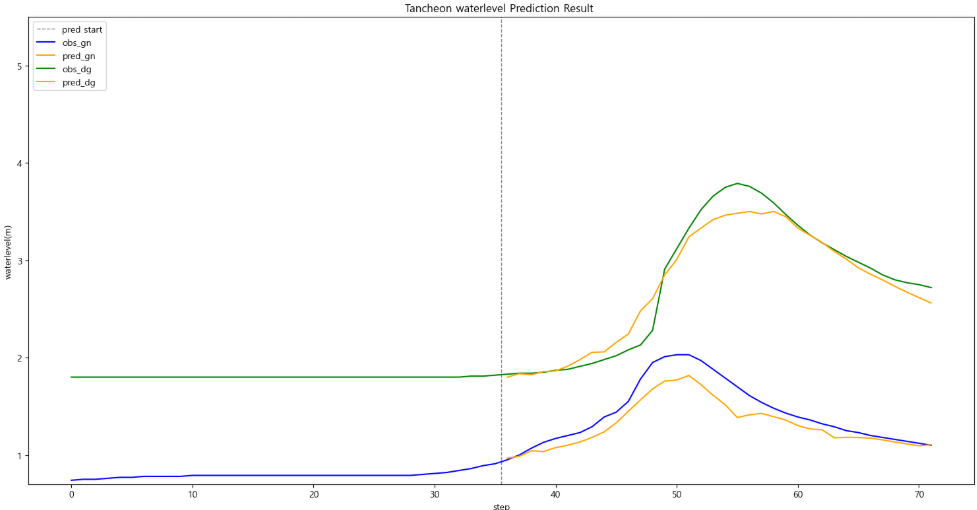 Tancheon waterlevel Prediction Result
pred start
obs_gn
pred_gn
obs_dg
pred_dg
waterlevel(m)
5
4
3
2
1
0 10 20 30 40 50 60 70
step